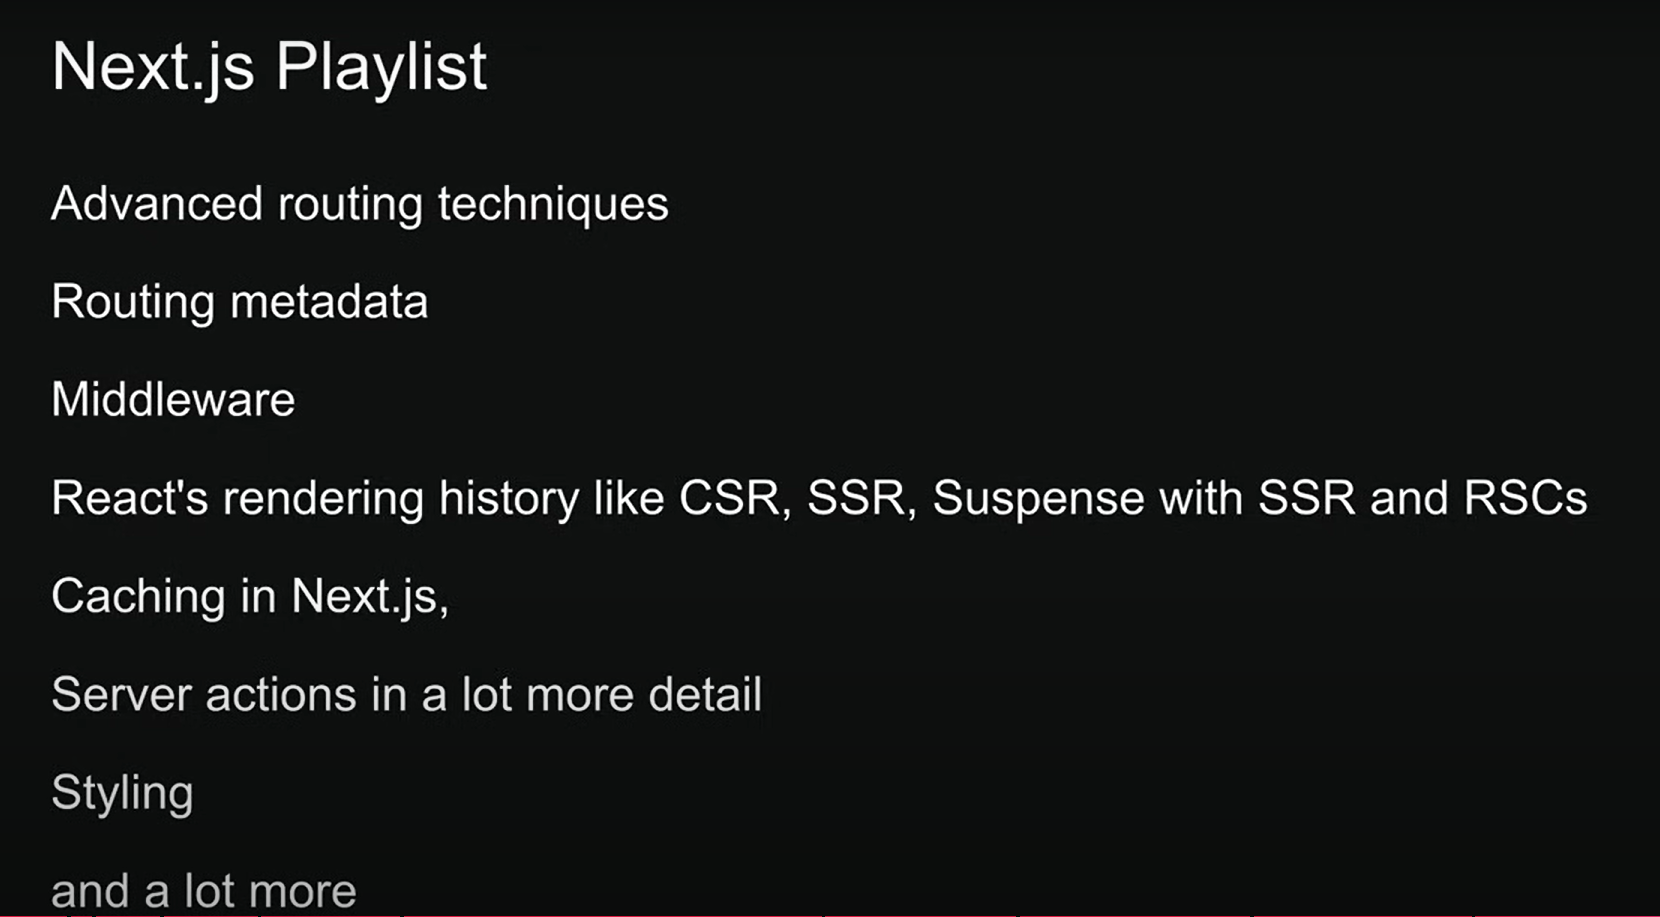 Next.js Playlist
Advanced routing techniques
Routing metadata
Middleware
React's rendering history like CSR, SSR, Suspense with SSR and RSCs
Caching in Next.js,
Server actions in a lot more detail
Styling
and a lot more